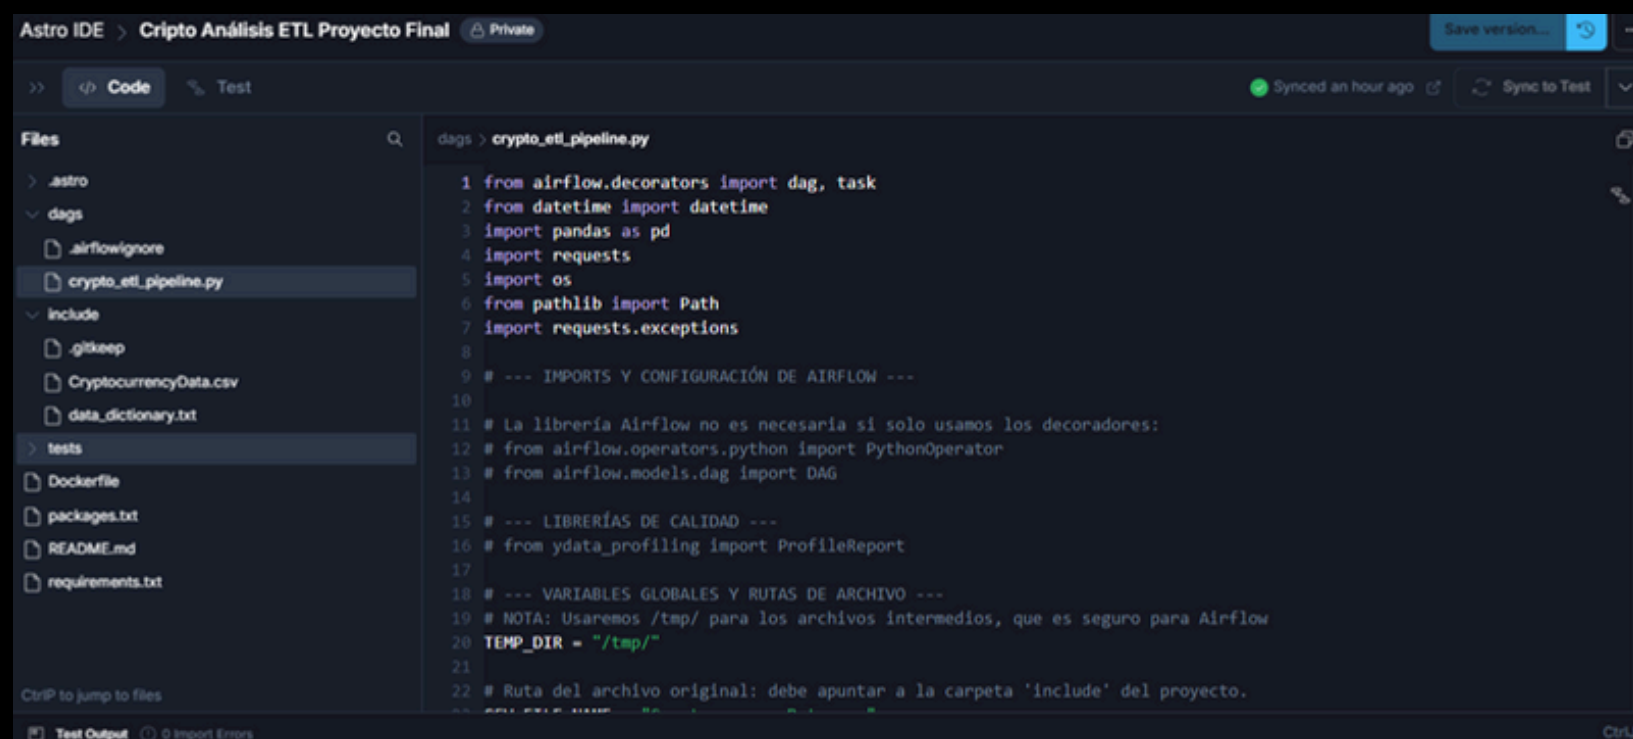 Astro IDE > Cripto Análisis ETL Proyecto Final Private
Save version...
Code Test
Synced an hour ago Sync to Test
Files
.astro
dags
.airflowignore
crypto_etl_pipeline.py
include
.gitkeep
CryptocurrencyData.csv
data_dictionary.txt
tests
Dockerfile
packages.txt
README.md
requirements.txt
CtrlP to jump to files
dags > crypto_etl_pipeline.py
1 from airflow.decorators import dag, task
2 from datetime import datetime
3 import pandas as pd
4 import requests
5 import os
6 from pathlib import Path
7 import requests.exceptions
8
9 # --- IMPORTS Y CONFIGURACIÓN DE AIRFLOW ---
10
11 # La librería Airflow no es necesaria si solo usamos los decoradores:
12 # from airflow.operators.python import PythonOperator
13 # from airflow.models.dag import DAG
14
15 # --- LIBRERÍAS DE CALIDAD ---
16 # from ydata_profiling import ProfileReport
17
18 # --- VARIABLES GLOBALES Y RUTAS DE ARCHIVO ---
19 # NOTA: Usaremos /tmp/ para los archivos intermedios, que es seguro para Airflow
20 TEMP_DIR = "/tmp/"
21
22 # Ruta del archivo original: debe apuntar a la carpeta 'include' del proyecto.
Test Output 0 Import Errors